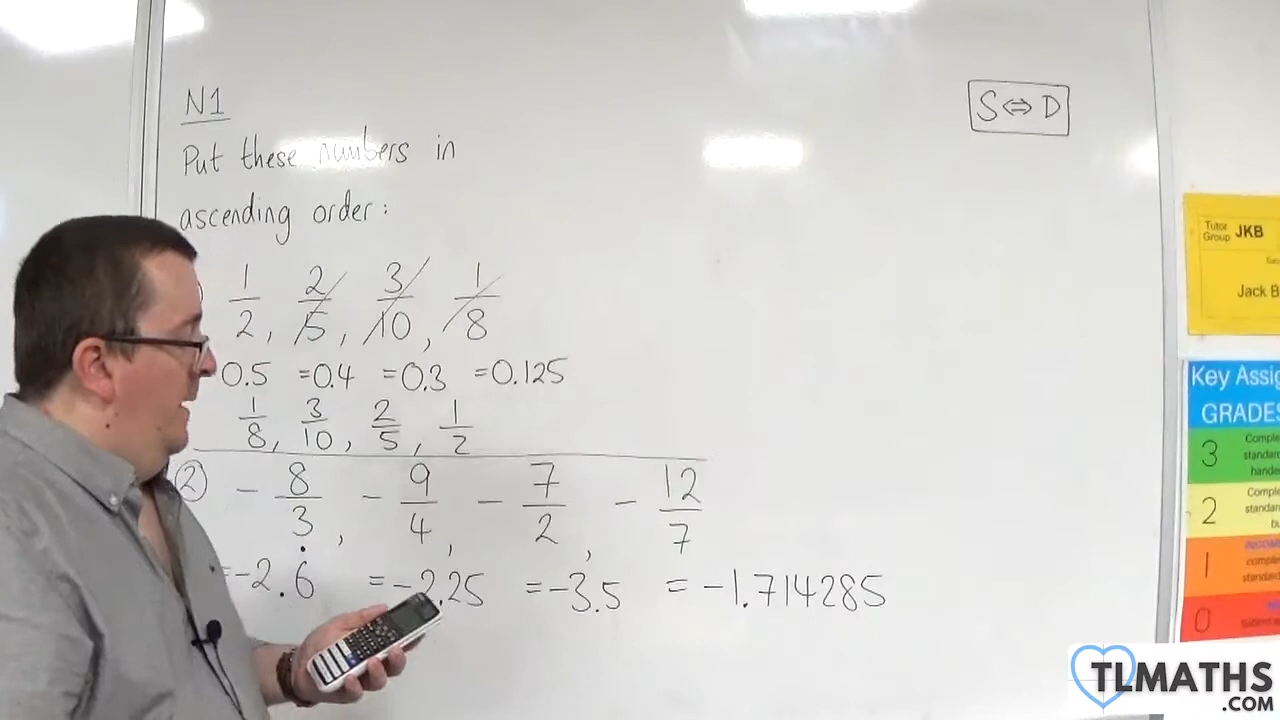 N1
S⇔D
Put these numbers in
ascending order:
1/2, 2/5, 3/10, 1/8
0.5 =0.4 =0.3 =0.125
1/8, 3/10, 2/5, 1/2
② -8/3, -9/4, -7/2, -12/7
=-2.6̇ =-2.25 =-3.5 =-1.714285
Tutor
Group JKB
Jack B
Key Assig
GRADES
3
2
1
0
TLMATHS
.COM